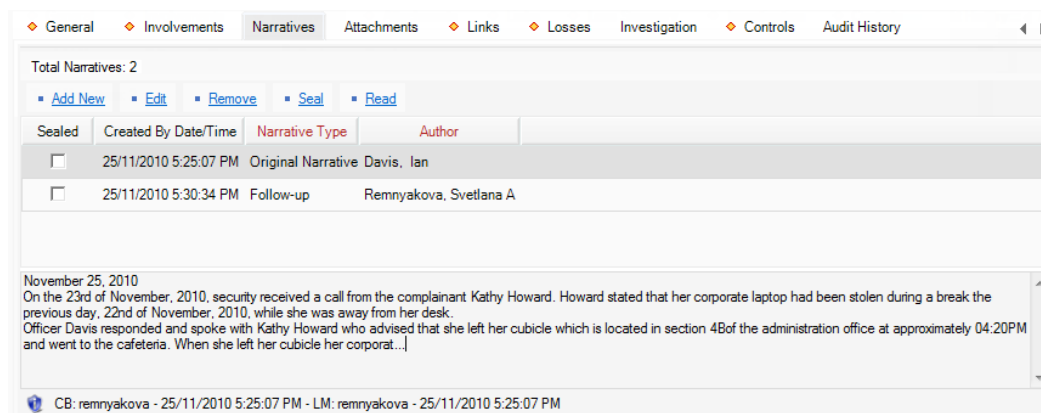 General Involvements Narratives Attachments Links Losses Investigation Controls Audit History
Total Narratives: 2
Add New Edit Remove Seal Read
Sealed Created By Date/Time Narrative Type Author
25/11/2010 5:25:07 PM Original Narrative Davis, Ian
25/11/2010 5:30:34 PM Follow-up Remnyakova, Svetlana A
November 25, 2010
On the 23rd of November, 2010, security received a call from the complainant Kathy Howard. Howard stated that her corporate laptop had been stolen during a break the
previous day, 22nd of November, 2010, while she was away from her desk.
Officer Davis responded and spoke with Kathy Howard who advised that she left her cubicle which is located in section 4Bof the administration office at approximately 04:20PM
and went to the cafeteria. When she left her cubicle her corporat...
CB: remnyakova - 25/11/2010 5:25:07 PM - LM: remnyakova - 25/11/2010 5:25:07 PM